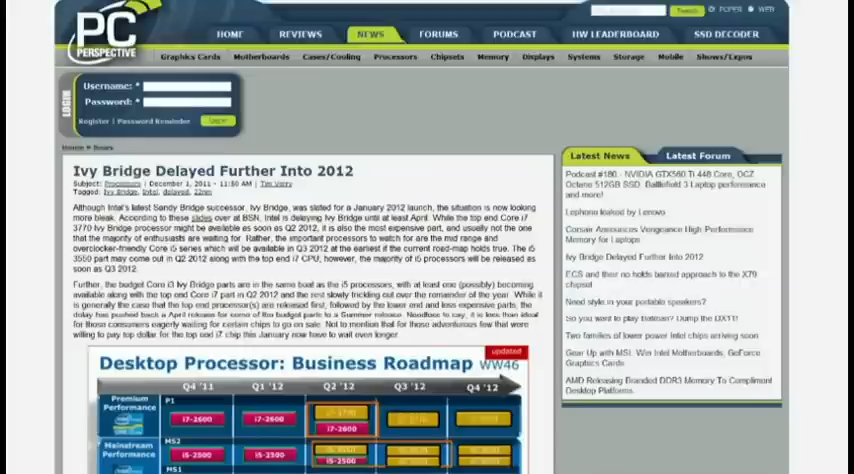 PC PERSPECTIVE
PCPER WEB
HOME REVIEWS NEWS FORUMS PODCAST HW LEADERBOARD SSD DECODER
Graphics Cards Motherboards Cases/Cooling Processors Chipsets Memory Displays Systems Storage Mobile Shows/Expos
LOGIN
Username: *
Password: *
Register | Password Reminder
Home » News
Ivy Bridge Delayed Further Into 2012
Subject: Processors | December 1, 2011 - 11:50 AM | Tim Verry
Tagged: Ivy Bridge, Intel, delayed, 22nm
Although Intel's latest Sandy Bridge successor, Ivy Bridge, was slated for a January 2012 launch, the situation is now looking
more bleak. According to these slides over at BSN, Intel is delaying Ivy Bridge until at least April. While the top end Core i7
3770 Ivy Bridge processor might be available as soon as Q2 2012, it is also the most expensive part, and usually not the one
that the majority of enthusiasts are waiting for. Rather, the important processors to watch for are the mid range and
overclocker-friendly Core i5 series which will be available in Q3 2012 at the earliest if the current road-map holds true. The i5
3550 part may come out in Q2 2012 along with the top end i7 CPU, however, the majority of i5 processors will be released as
soon as Q3 2012.
Further, the budget Core i3 Ivy Bridge parts are in the same boat as the i5 processors, with at least one (possibly) becoming
available along with the top end Core i7 part in Q2 2012 and the rest slowly trickling out over the remainder of the year. While it
is generally the case that the top end processor(s) are released first, followed by the lower end and less expensive parts, the
delay has pushed back a April release for some of the budget parts to a Summer release. Needless to say, it is less than ideal
for those consumers eagerly waiting for certain chips to go on sale. Not to mention that for those adventurous few that were
willing to pay top dollar for the top end i7 chip this January now have to wait even longer.
updated
Desktop Processor: Business Roadmap WW46
Q4 '11 Q1 '12 Q2 '12 Q3 '12 Q4 '12
Premium Performance
P1
i7-2600 i7-2600 i7-2600
Mainstream Performance
MS2
i5-2500 i5-2500 i5-2500
MS1
Latest News Latest Forum
Podcast #180 - NVIDIA GTX560 Ti 448 Core, OCZ
Octane 512GB SSD, Battlefield 3 Laptop performance
and more!
Lephone leaked by Lenovo
Corsair Announces Vengeance High Performance
Memory for Laptops
Ivy Bridge Delayed Further Into 2012
ECS and their no holds barred approach to the X79
chipset
Need style in your portable speakers?
So you want to play Batman? Dump the DX11!
Two families of lower power Intel chips arriving soon
Gear Up with MSI, Win Intel Motherboards, GeForce
Graphics Cards
AMD Releasing Branded DDR3 Memory To Compliment
Desktop Platforms